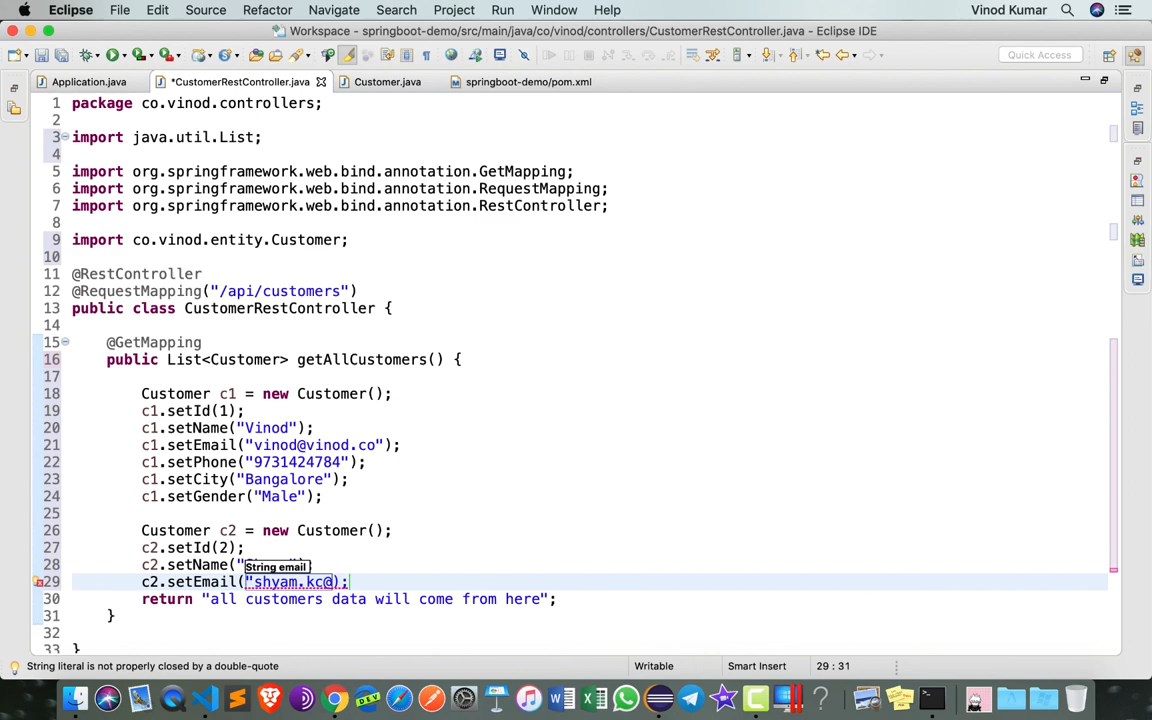 Eclipse File Edit Source Refactor Navigate Search Project Run Window Help Vinod Kumar
Workspace - springboot-demo/src/main/java/co/vinod/controllers/CustomerRestController.java - Eclipse IDE
Quick Access
Application.java *CustomerRestController.java Customer.java springboot-demo/pom.xml
1 package co.vinod.controllers;
2
3 import java.util.List;
4
5 import org.springframework.web.bind.annotation.GetMapping;
6 import org.springframework.web.bind.annotation.RequestMapping;
7 import org.springframework.web.bind.annotation.RestController;
8
9 import co.vinod.entity.Customer;
10
11 @RestController
12 @RequestMapping("/api/customers")
13 public class CustomerRestController {
14
15 @GetMapping
16 public List<Customer> getAllCustomers() {
17
18 Customer c1 = new Customer();
19 c1.setId(1);
20 c1.setName("Vinod");
21 c1.setEmail("vinod@vinod.co");
22 c1.setPhone("9731424784");
23 c1.setCity("Bangalore");
24 c1.setGender("Male");
25
26 Customer c2 = new Customer();
27 c2.setId(2);
28 c2.setName("
String email
29 c2.setEmail("shyam.kc@);
30 return "all customers data will come from here";
31 }
32
33 }
String literal is not properly closed by a double-quote Writable Smart Insert 29 : 31